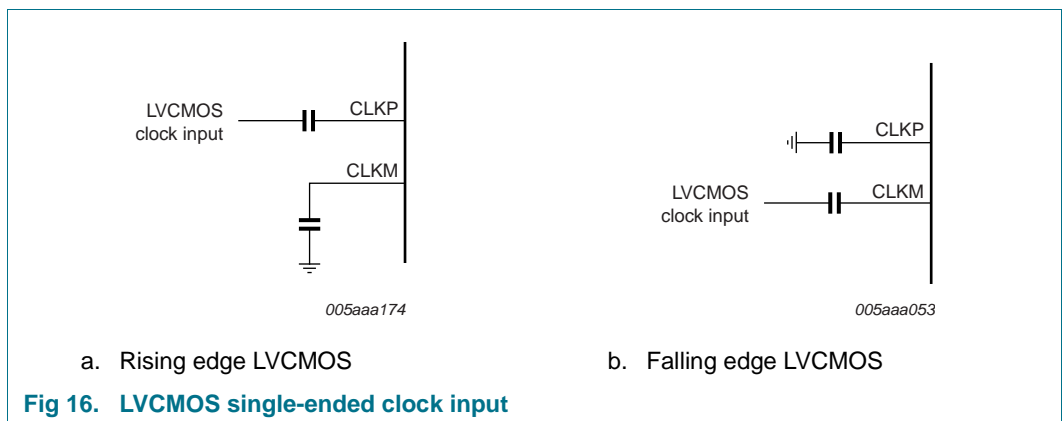 LVCMOS
clock input
CLKP
CLKM
005aaa174
a. Rising edge LVCMOS
CLKP
LVCMOS
clock input
CLKM
005aaa053
b. Falling edge LVCMOS
Fig 16. LVCMOS single-ended clock input